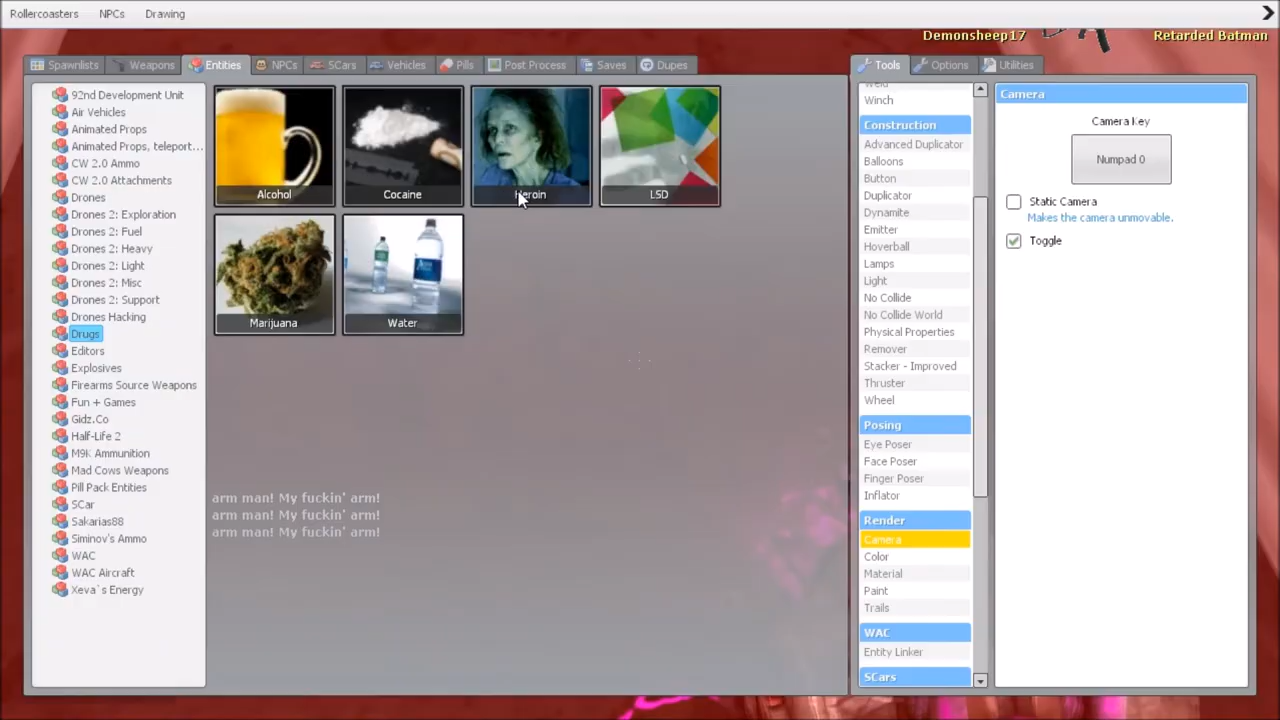 Rollercoasters NPCs Drawing
Demonsheep17 Retarded Batman
Spawnlists Weapons Entities NPCs SCars Vehicles Pills Post Process Saves Dupes
Tools Options Utilities
92nd Development Unit
Air Vehicles
Animated Props
Animated Props, teleport...
CW 2.0 Ammo
CW 2.0 Attachments
Drones
Drones 2: Exploration
Drones 2: Fuel
Drones 2: Heavy
Drones 2: Light
Drones 2: Misc
Drones 2: Support
Drones Hacking
Drugs
Editors
Explosives
Firearms Source Weapons
Fun + Games
Gidz.Co
Half-Life 2
M9K Ammunition
Mad Cows Weapons
Pill Pack Entities
SCar
Sakarias88
Siminov's Ammo
WAC
WAC Aircraft
Xeva`s Energy
Alcohol Cocaine Heroin LSD
Marijuana Water
arm man! My fuckin' arm!
arm man! My fuckin' arm!
arm man! My fuckin' arm!
Weld
Winch
Construction
Advanced Duplicator
Balloons
Button
Duplicator
Dynamite
Emitter
Hoverball
Lamps
Light
No Collide
No Collide World
Physical Properties
Remover
Stacker - Improved
Thruster
Wheel
Posing
Eye Poser
Face Poser
Finger Poser
Inflator
Render
Camera
Color
Material
Paint
Trails
WAC
Entity Linker
SCars
Camera
Camera Key
Numpad 0
Static Camera
Makes the camera unmovable.
Toggle